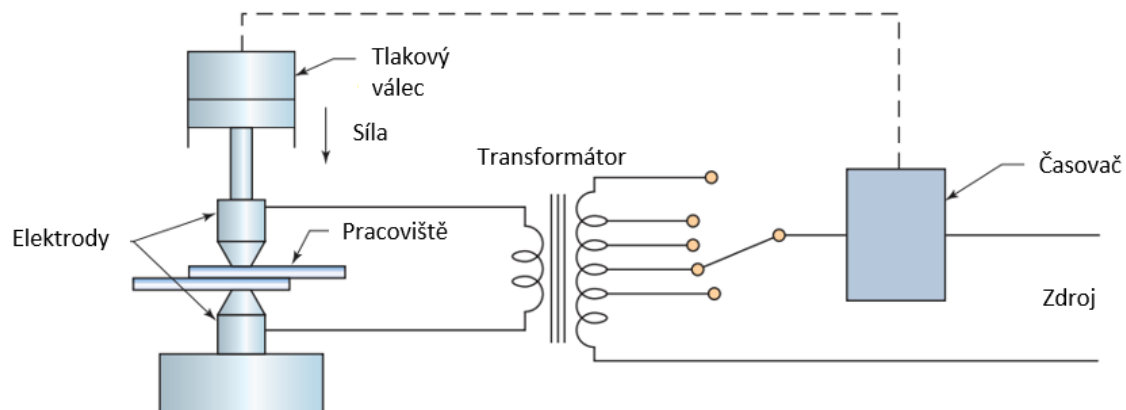 Tlakový
válec
Síla
Transformátor
Časovač
Elektrody
Pracoviště
Zdroj